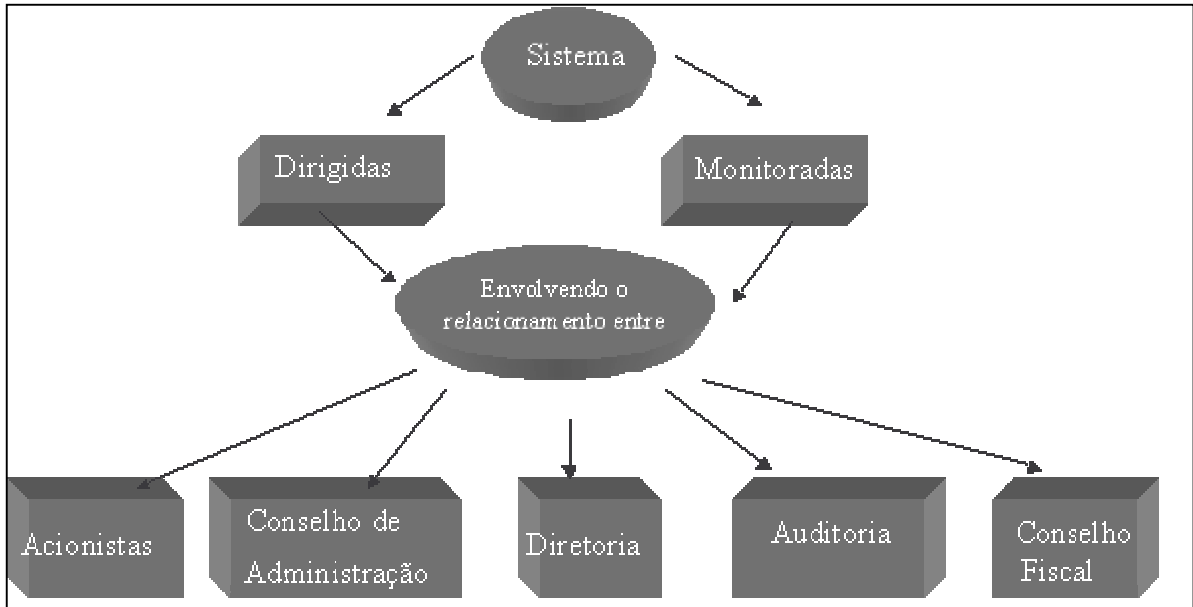 Sistema
Dirigidas
Monitoradas
Envolvendo o
relacionamento entre
Acionistas
Conselho de
Administração
Diretoria
Auditoria
Conselho
Fiscal